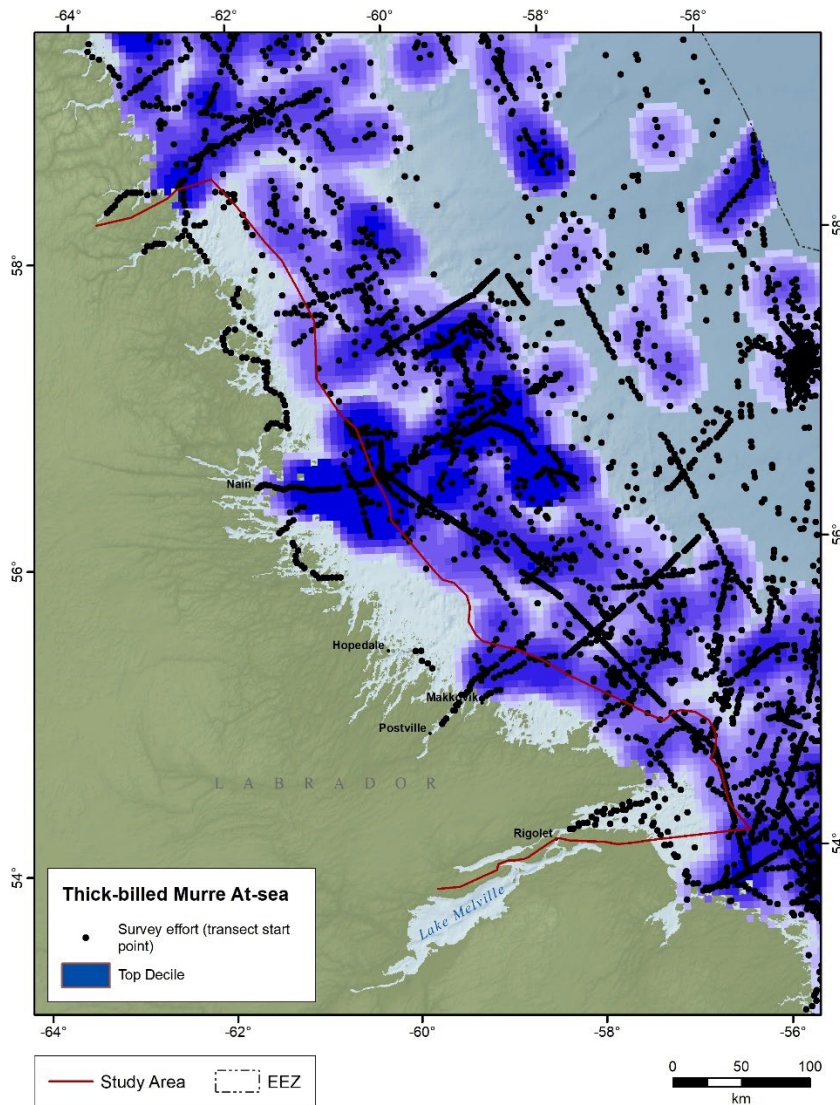 -64° -62° -60° -58° -56°
58° 58°
Nain
56° 56°
Hopedale
Makkovik
Postville
LABRADOR
Rigolet
54° 54°
Lake Melville
Thick-billed Murre At-sea
Survey effort (transect start
point)
Top Decile
-64° -62° -60° -58° -56°
Study Area EEZ
0 50 100
km